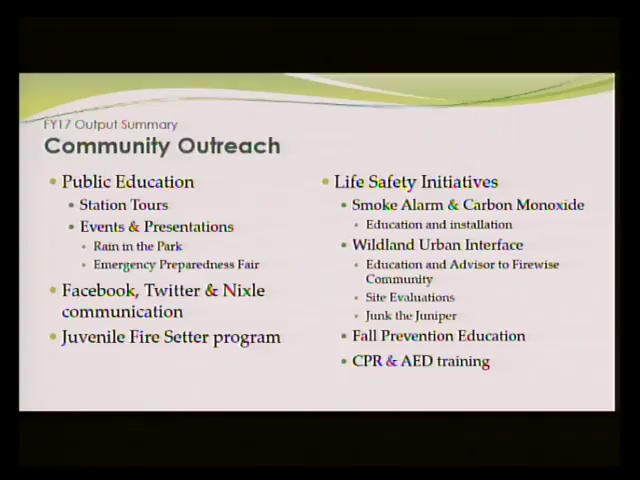 FY17 Output Summary
Community Outreach
• Public Education
• Station Tours
• Events & Presentations
• Rain in the Park
• Emergency Preparedness Fair
• Facebook, Twitter & Nixle
communication
• Juvenile Fire Setter program
• Life Safety Initiatives
• Smoke Alarm & Carbon Monoxide
• Education and installation
• Wildland Urban Interface
• Education and Advisor to Firewise
Community
• Site Evaluations
• Junk the Juniper
• Fall Prevention Education
• CPR & AED training